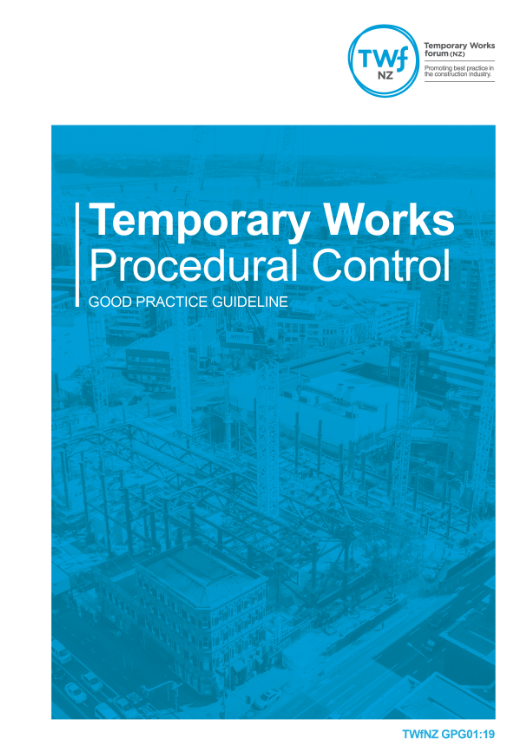 TWf
NZ
Temporary Works
forum (NZ)
Promoting best practice in
the construction industry.
Temporary Works
Procedural Control
GOOD PRACTICE GUIDELINE
TWfNZ GPG01:19